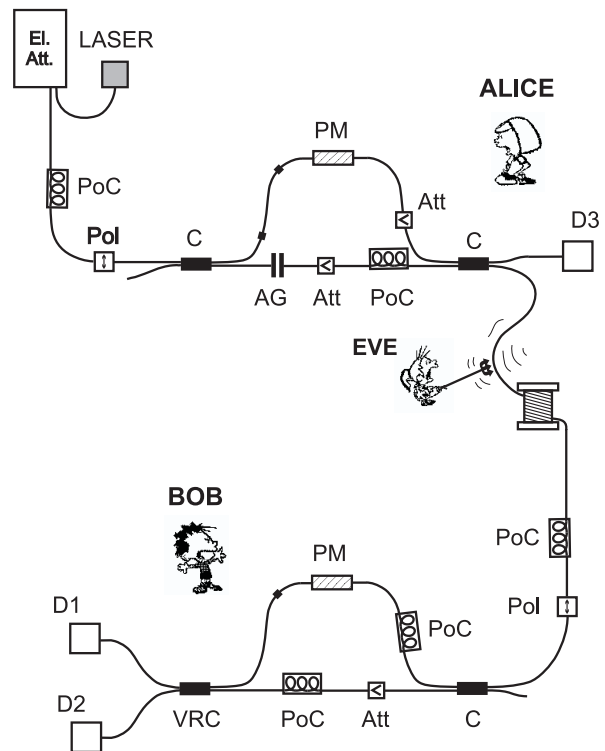 El.
Att.
LASER
ALICE
PM
PoC
Att
D3
Pol
C
C
AG
Att
PoC
EVE
BOB
PoC
PM
Pol
D1
PoC
D2
VRC
PoC
Att
C